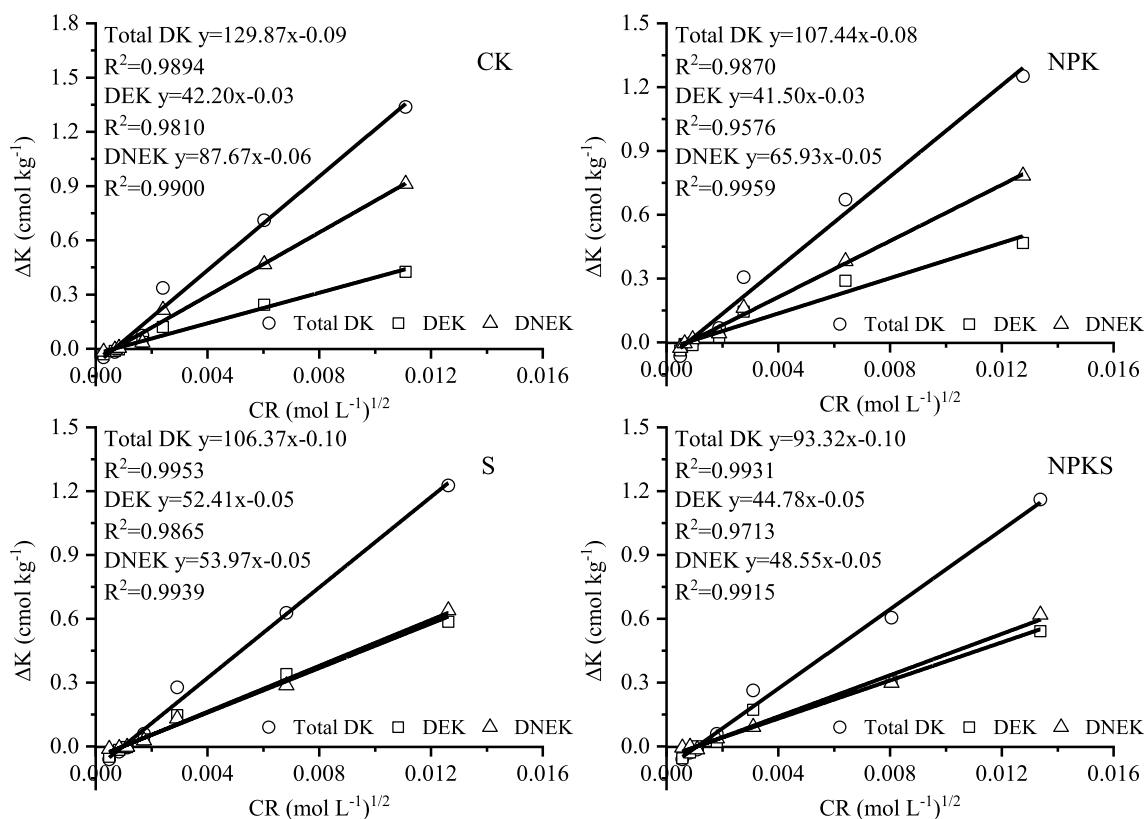 Total DK y=129.87x-0.09
R²=0.9894
DEK y=42.20x-0.03
R²=0.9810
DNEK y=87.67x-0.06
R²=0.9900
CK
1.8
1.5
1.2
0.9
0.6
0.3
0.0
ΔK (cmol kg⁻¹)
Total DK DEK DNEK
0.000 0.004 0.008 0.012 0.016
CR (mol L⁻¹)¹/²
Total DK y=107.44x-0.08
R²=0.9870
DEK y=41.50x-0.03
R²=0.9576
DNEK y=65.93x-0.05
R²=0.9959
NPK
1.5
1.2
0.9
0.6
0.3
0.0
ΔK (cmol kg⁻¹)
Total DK DEK DNEK
0.000 0.004 0.008 0.012 0.016
CR (mol L⁻¹)¹/²
Total DK y=106.37x-0.10
R²=0.9953
DEK y=52.41x-0.05
R²=0.9865
DNEK y=53.97x-0.05
R²=0.9939
S
1.5
1.2
0.9
0.6
0.3
0.0
ΔK (cmol kg⁻¹)
Total DK DEK DNEK
0.000 0.004 0.008 0.012 0.016
CR (mol L⁻¹)¹/²
Total DK y=93.32x-0.10
R²=0.9931
DEK y=44.78x-0.05
R²=0.9713
DNEK y=48.55x-0.05
R²=0.9915
NPKS
1.5
1.2
0.9
0.6
0.3
0.0
ΔK (cmol kg⁻¹)
Total DK DEK DNEK
0.000 0.004 0.008 0.012 0.016
CR (mol L⁻¹)¹/²